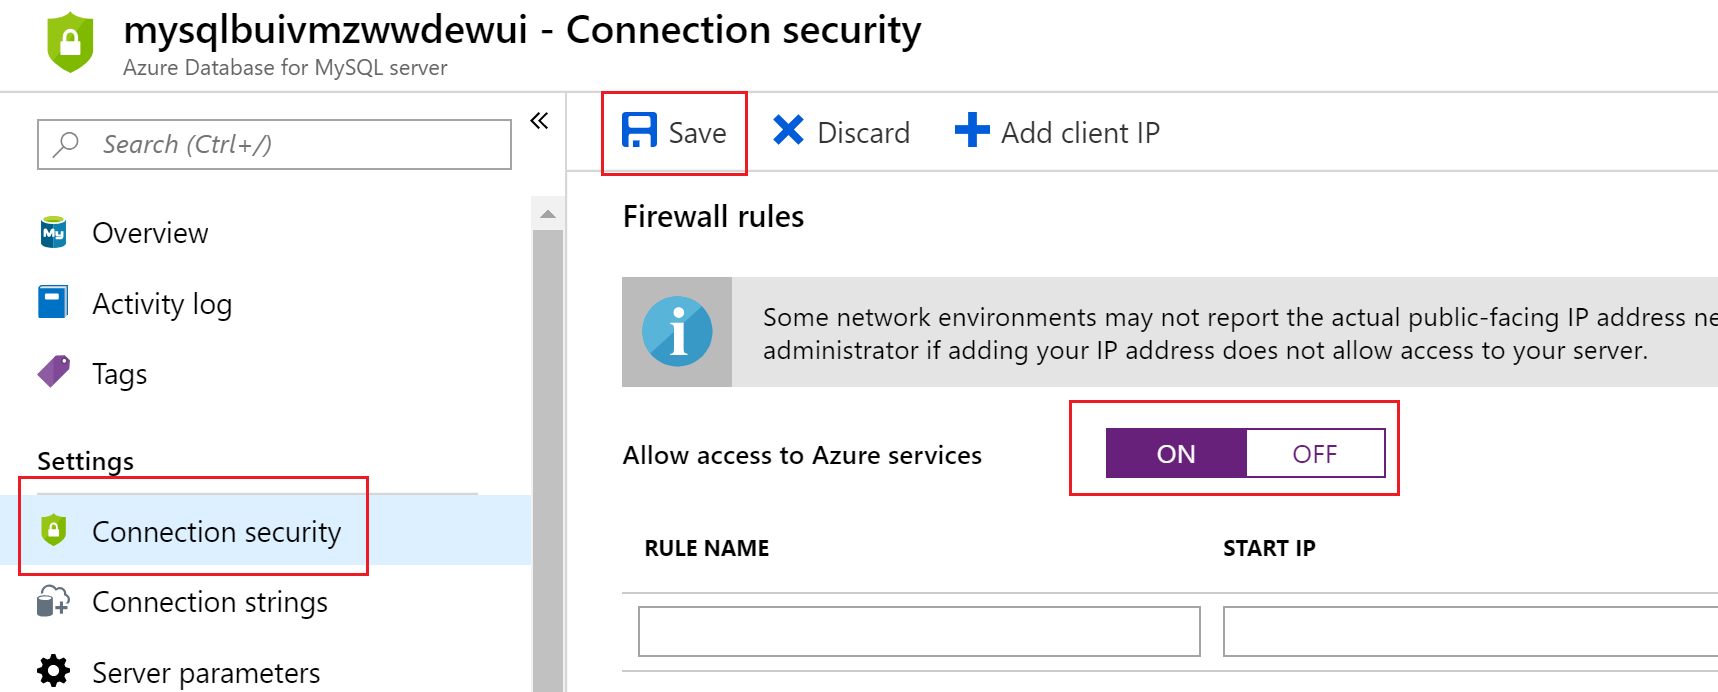 mysqlbuivmzwwdewui - Connection security
Azure Database for MySQL server
Search (Ctrl+/)
«
Save
Discard
Add client IP
My
Overview
Activity log
Tags
Settings
Connection security
Connection strings
Server parameters
Firewall rules
i
Some network environments may not report the actual public-facing IP address ne
administrator if adding your IP address does not allow access to your server.
Allow access to Azure services
ON
OFF
RULE NAME
START IP